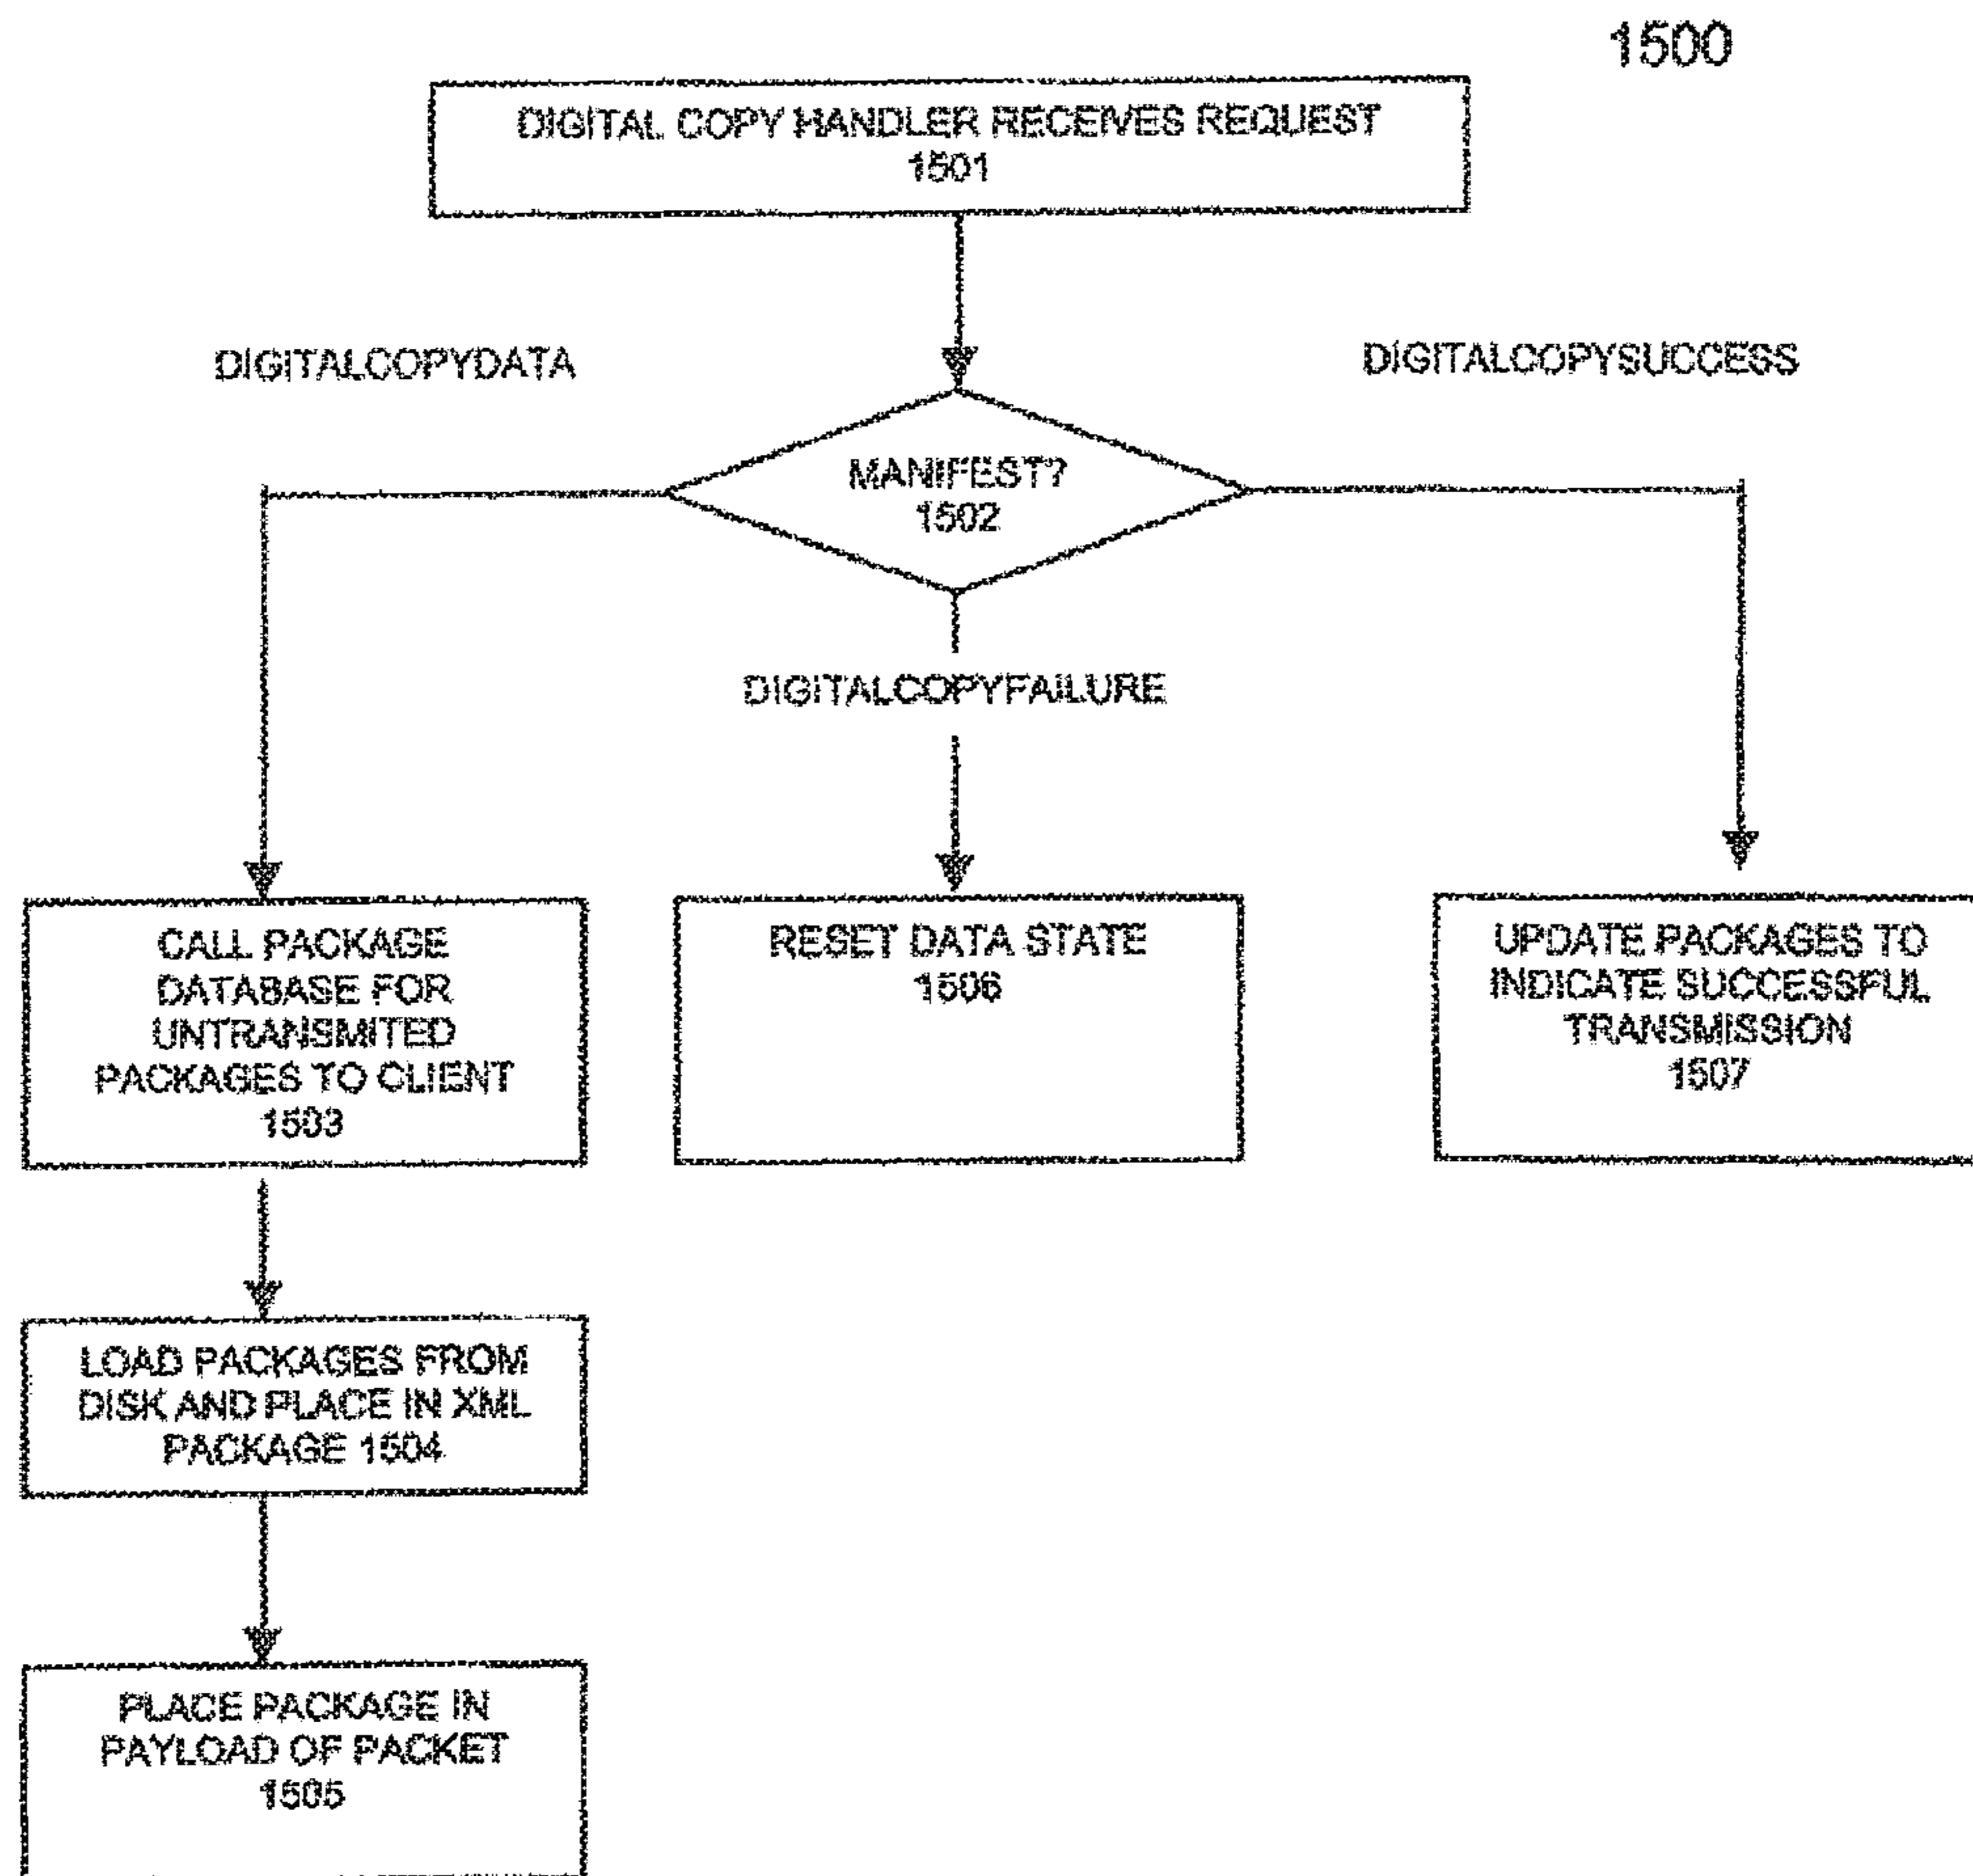 1500
DIGITAL COPY HANDLER RECEIVES REQUEST
1501
DIGITALCOPYDATA
DIGITALCOPYSUCCESS
MANIFEST?
1502
DIGITALCOPYFAILURE
CALL PACKAGE
DATABASE FOR
UNTRANSMITED
PACKAGES TO CLIENT
1503
RESET DATA STATE
1506
UPDATE PACKAGES TO
INDICATE SUCCESSFUL
TRANSMISSION
1507
LOAD PACKAGES FROM
DISK AND PLACE IN XML
PACKAGE 1504
PLACE PACKAGE IN
PAYLOAD OF PACKET
1505